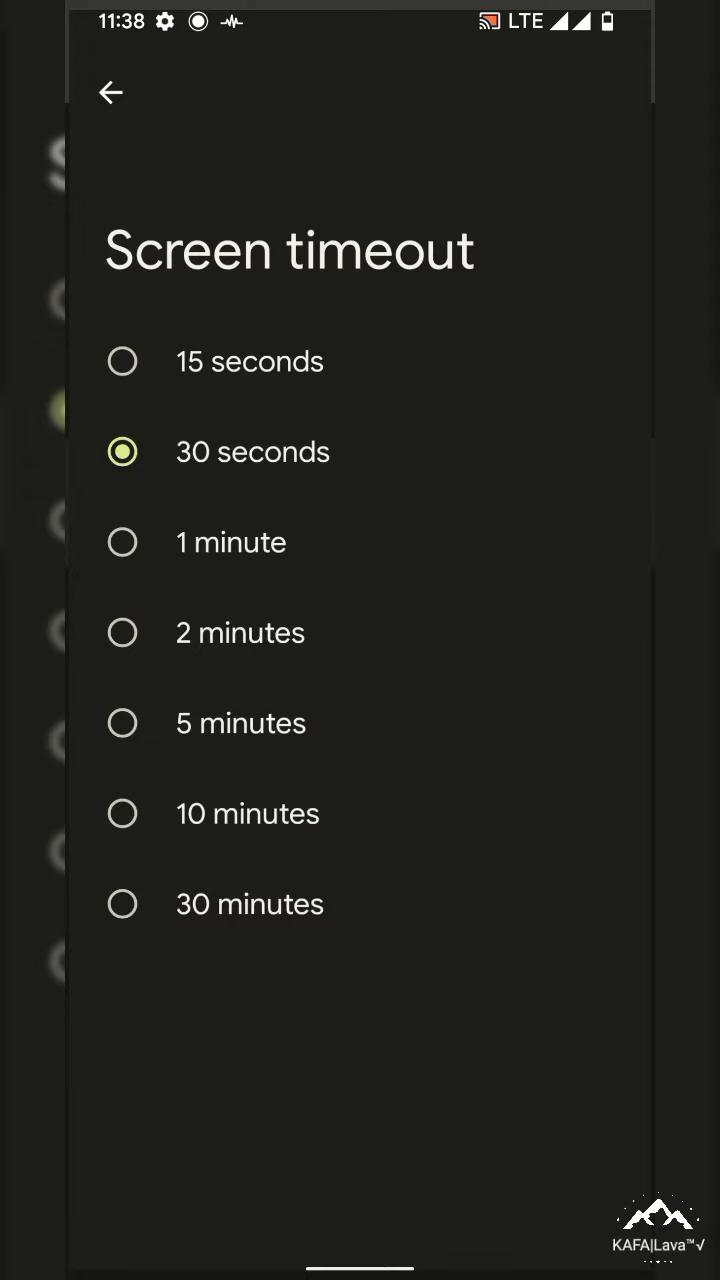 11:38 LTE
Screen timeout
15 seconds
30 seconds
1 minute
2 minutes
5 minutes
10 minutes
30 minutes
KAFA|Lava™√